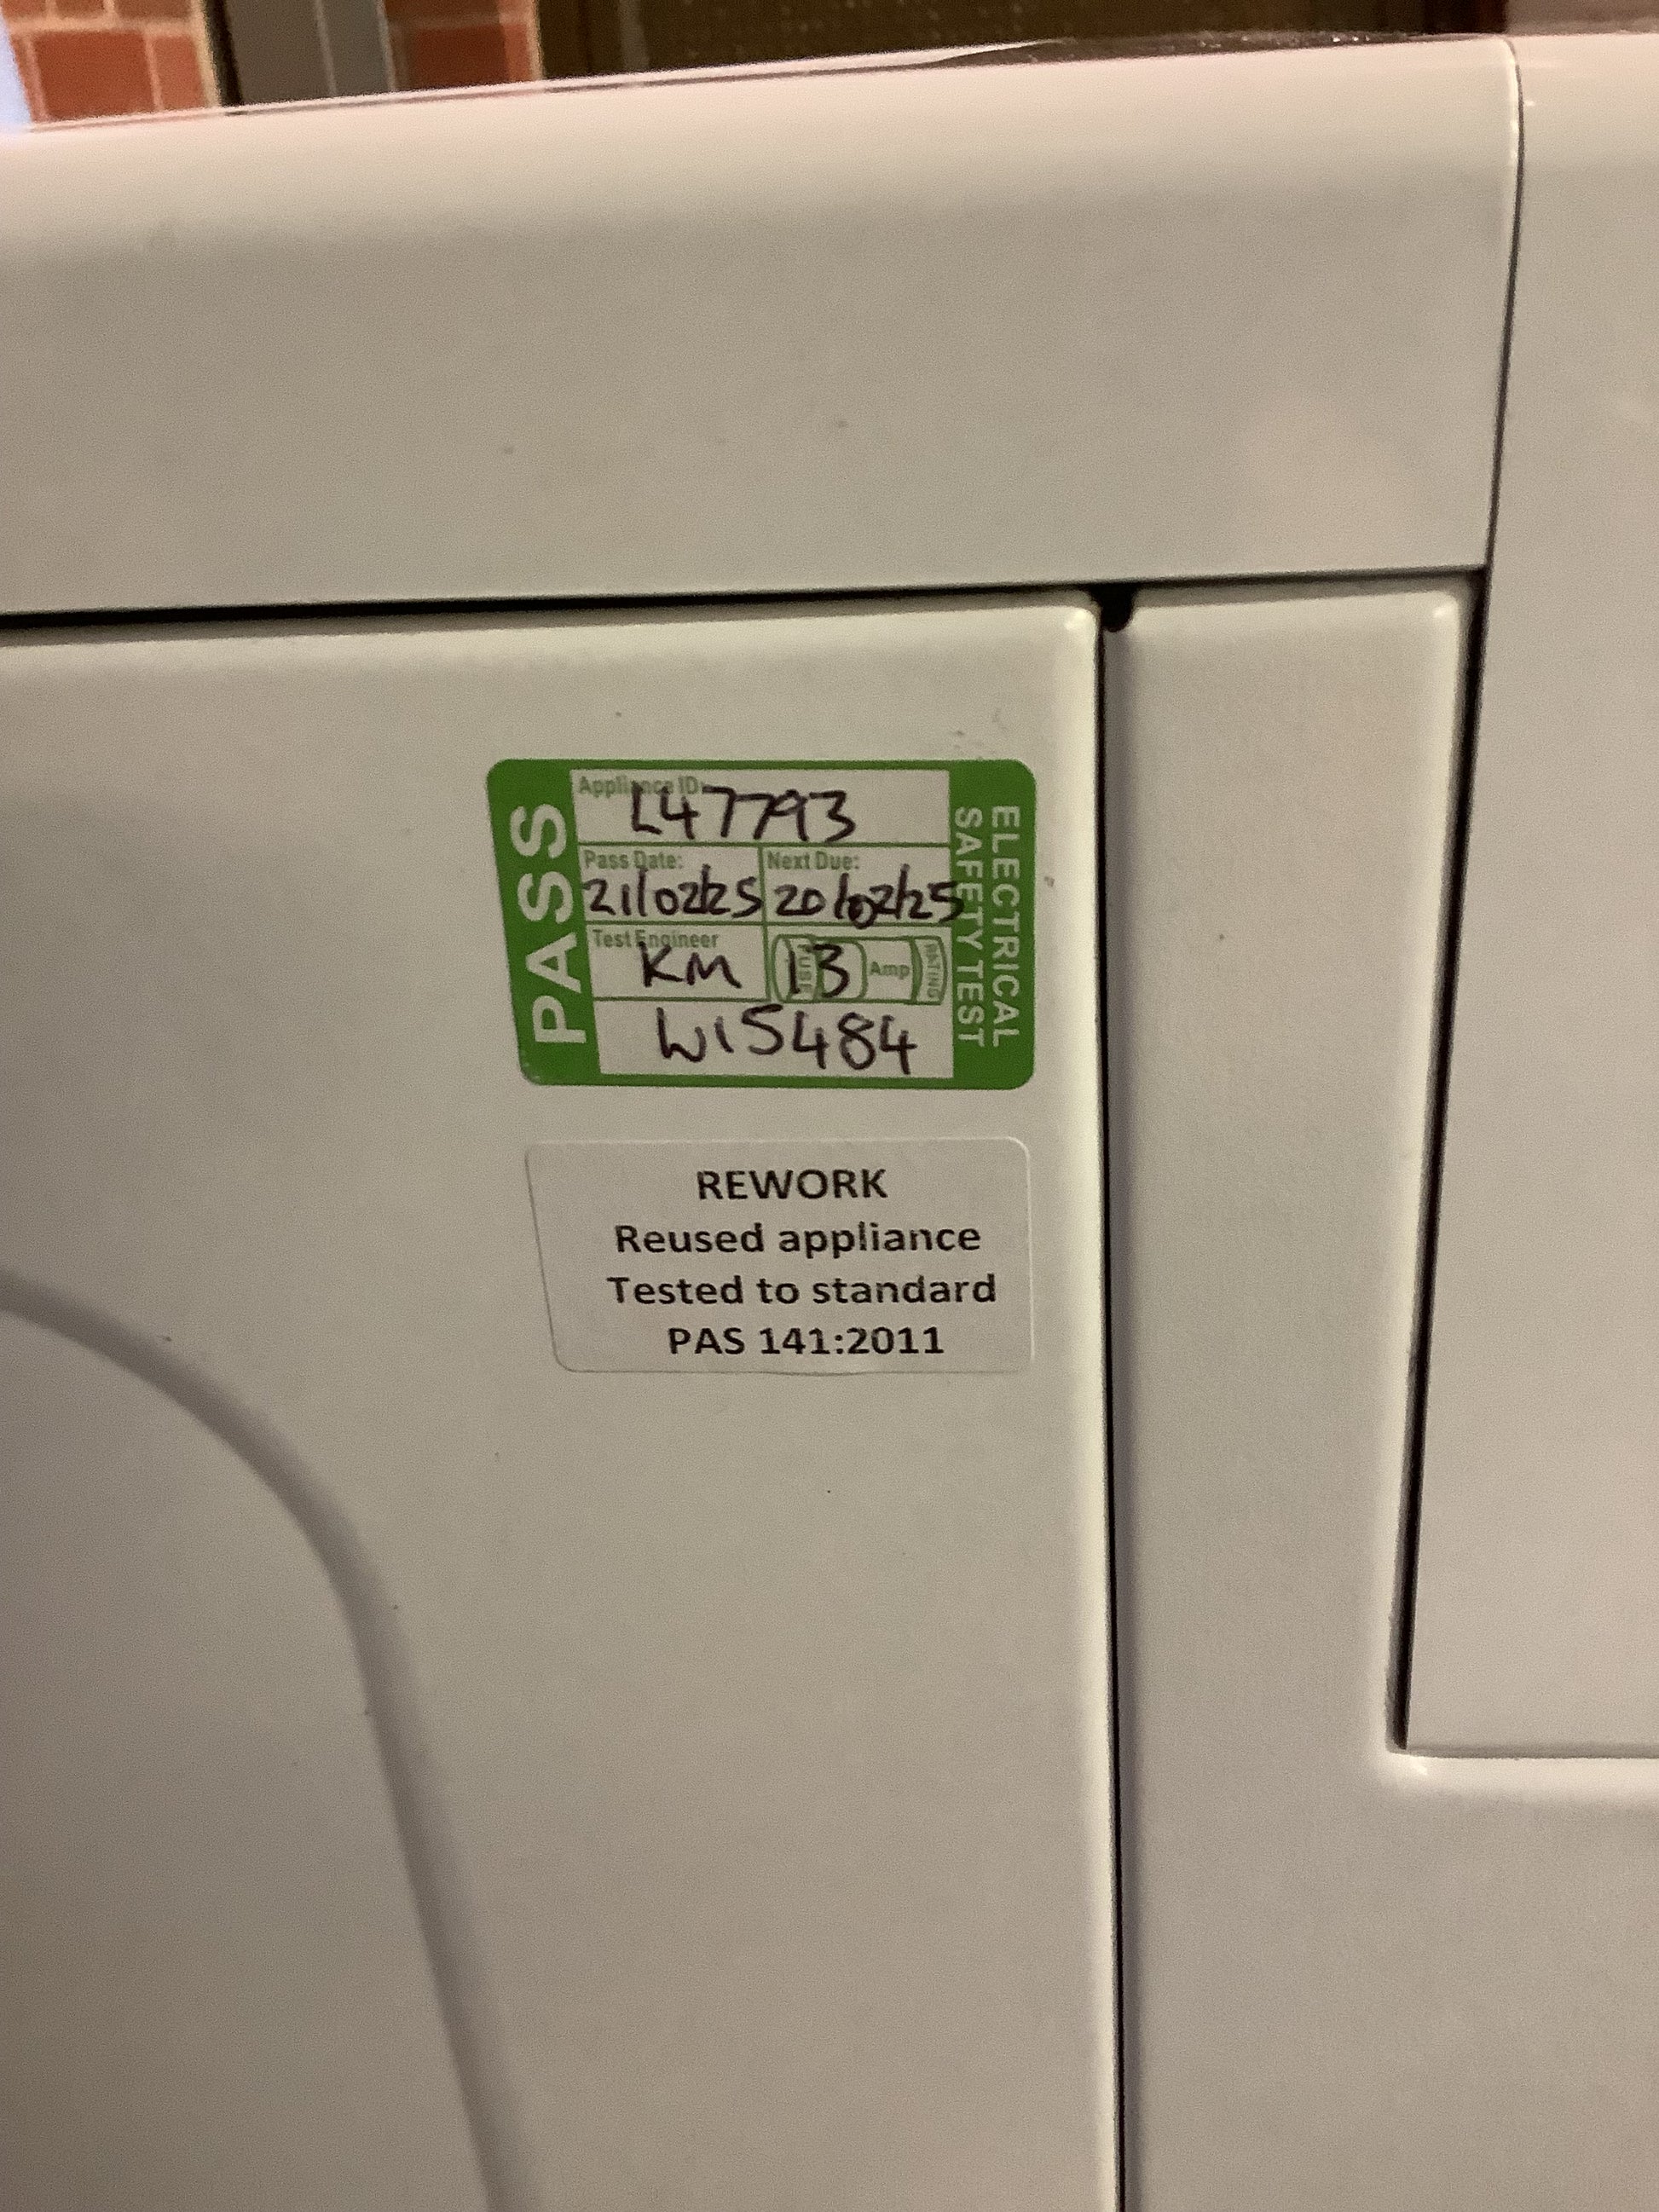 PASS
Appliance ID:
L47793
Pass Date: Next Due:
21/02/25 20/02/25
Test Engineer
KM FUSE 13 Amp RATING
W15484
ELECTRICAL
SAFETY TEST
REWORK
Reused appliance
Tested to standard
PAS 141:2011